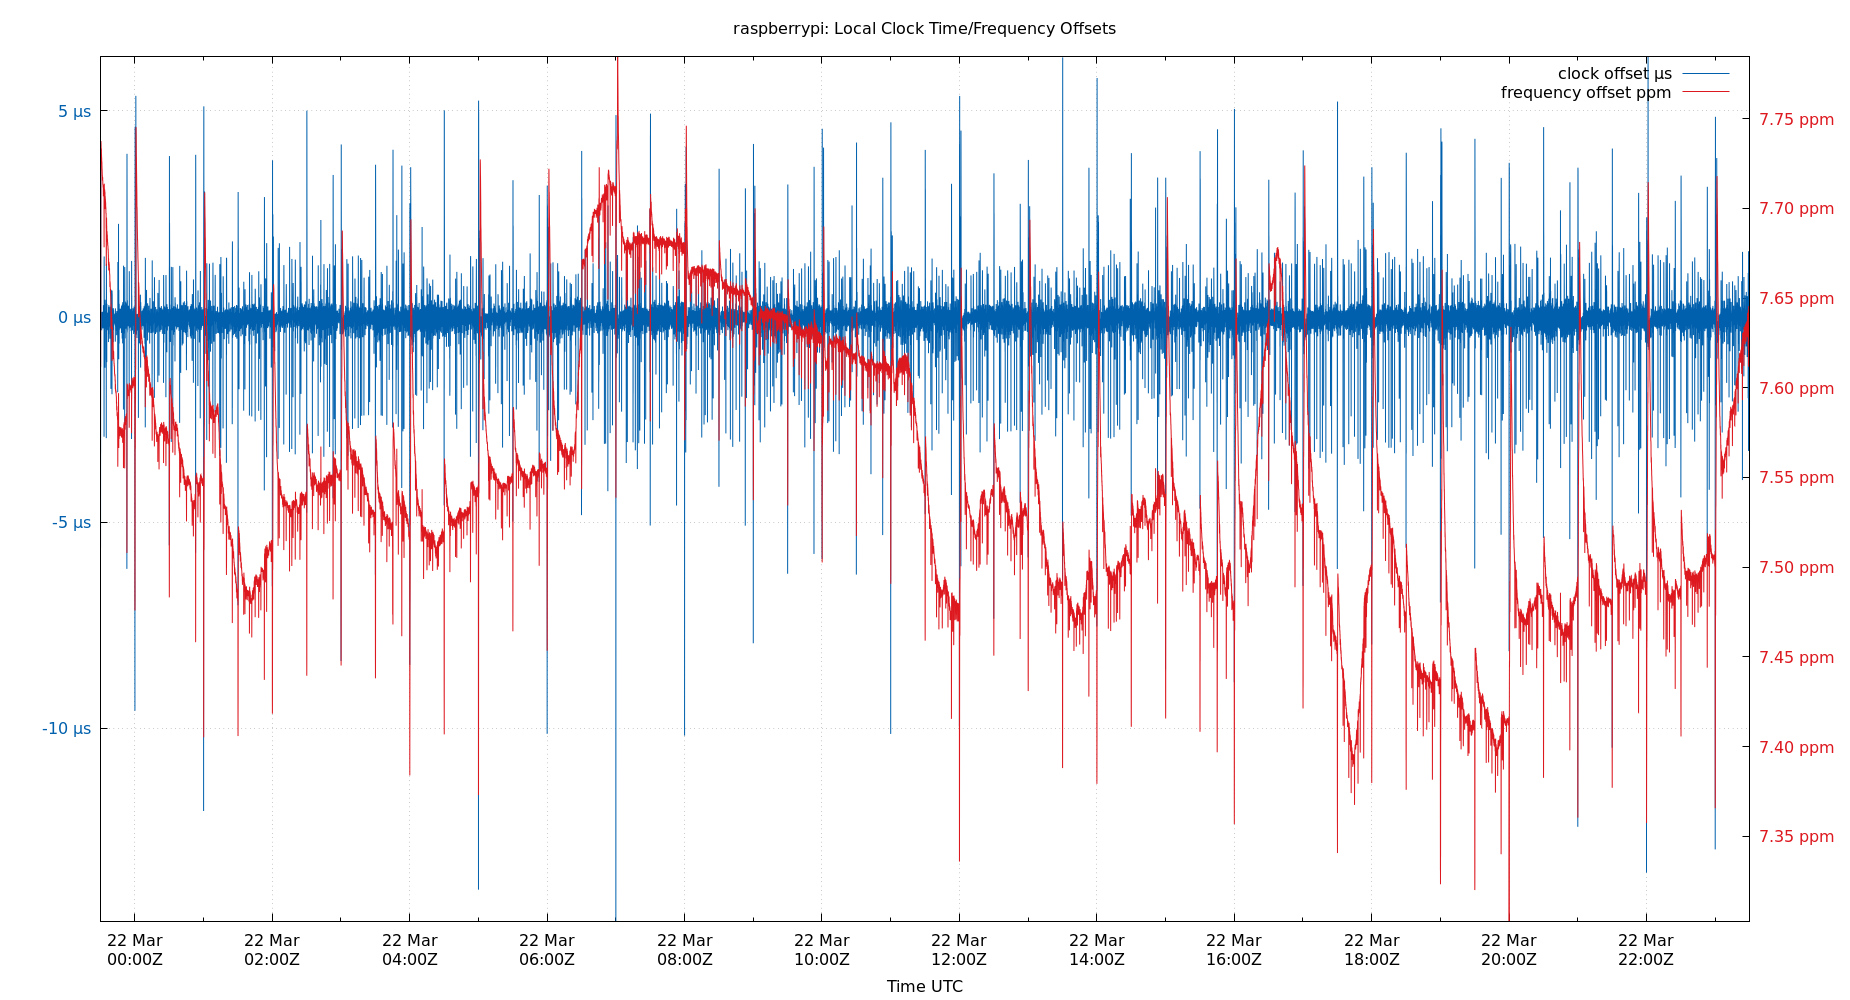 raspberrypi: Local Clock Time/Frequency Offsets
clock offset µs
frequency offset ppm
5 µs
0 µs
-5 µs
-10 µs
7.75 ppm
7.70 ppm
7.65 ppm
7.60 ppm
7.55 ppm
7.50 ppm
7.45 ppm
7.40 ppm
7.35 ppm
22 Mar 22 Mar 22 Mar 22 Mar 22 Mar 22 Mar 22 Mar 22 Mar 22 Mar 22 Mar 22 Mar 22 Mar
00:00Z 02:00Z 04:00Z 06:00Z 08:00Z 10:00Z 12:00Z 14:00Z 16:00Z 18:00Z 20:00Z 22:00Z
Time UTC